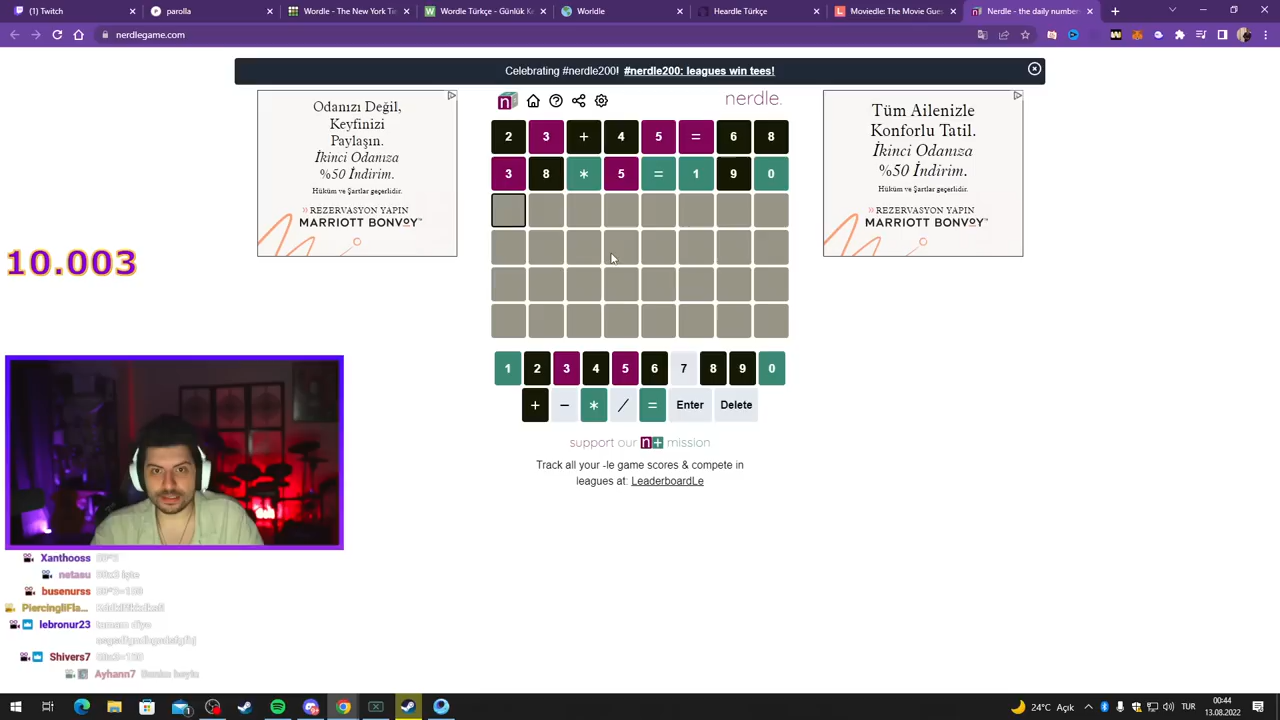 (1) Twitch
parolla
Wordle - The New York Ti
Wordle Türkçe - Günlük K
Wordle
Heardle Türkçe
Moviedle: The Movie Gues
Nerdle - the daily number
nerdlegame.com
Celebrating #nerdle200! #nerdle200: leagues win tees!
Odanızı Değil,
Keyfinizi
Paylaşın.
İkinci Odanıza
%50 İndirim.
Hüküm ve Şartlar geçerlidir.
REZERVASYON YAPIN
MARRIOTT BONVOY
nerdle.
Tüm Ailenizle
Konforlu Tatil.
İkinci Odanıza
%50 İndirim.
Hüküm ve Şartlar geçerlidir.
REZERVASYON YAPIN
MARRIOTT BONVOY
2 3 + 4 5 = 6 8
3 8 * 5 = 1 9 0
10.003
1 2 3 4 5 6 7 8 9 0
+ - * / = Enter Delete
support our n+ mission
Track all your -le game scores & compete in
leagues at: LeaderboardLe
Xanthooss
netasu
busenurss
PiercingliFla...
lebronur23
Shivers7
Ayhann7
24°C Açık
TUR
00:44
13.08.2022